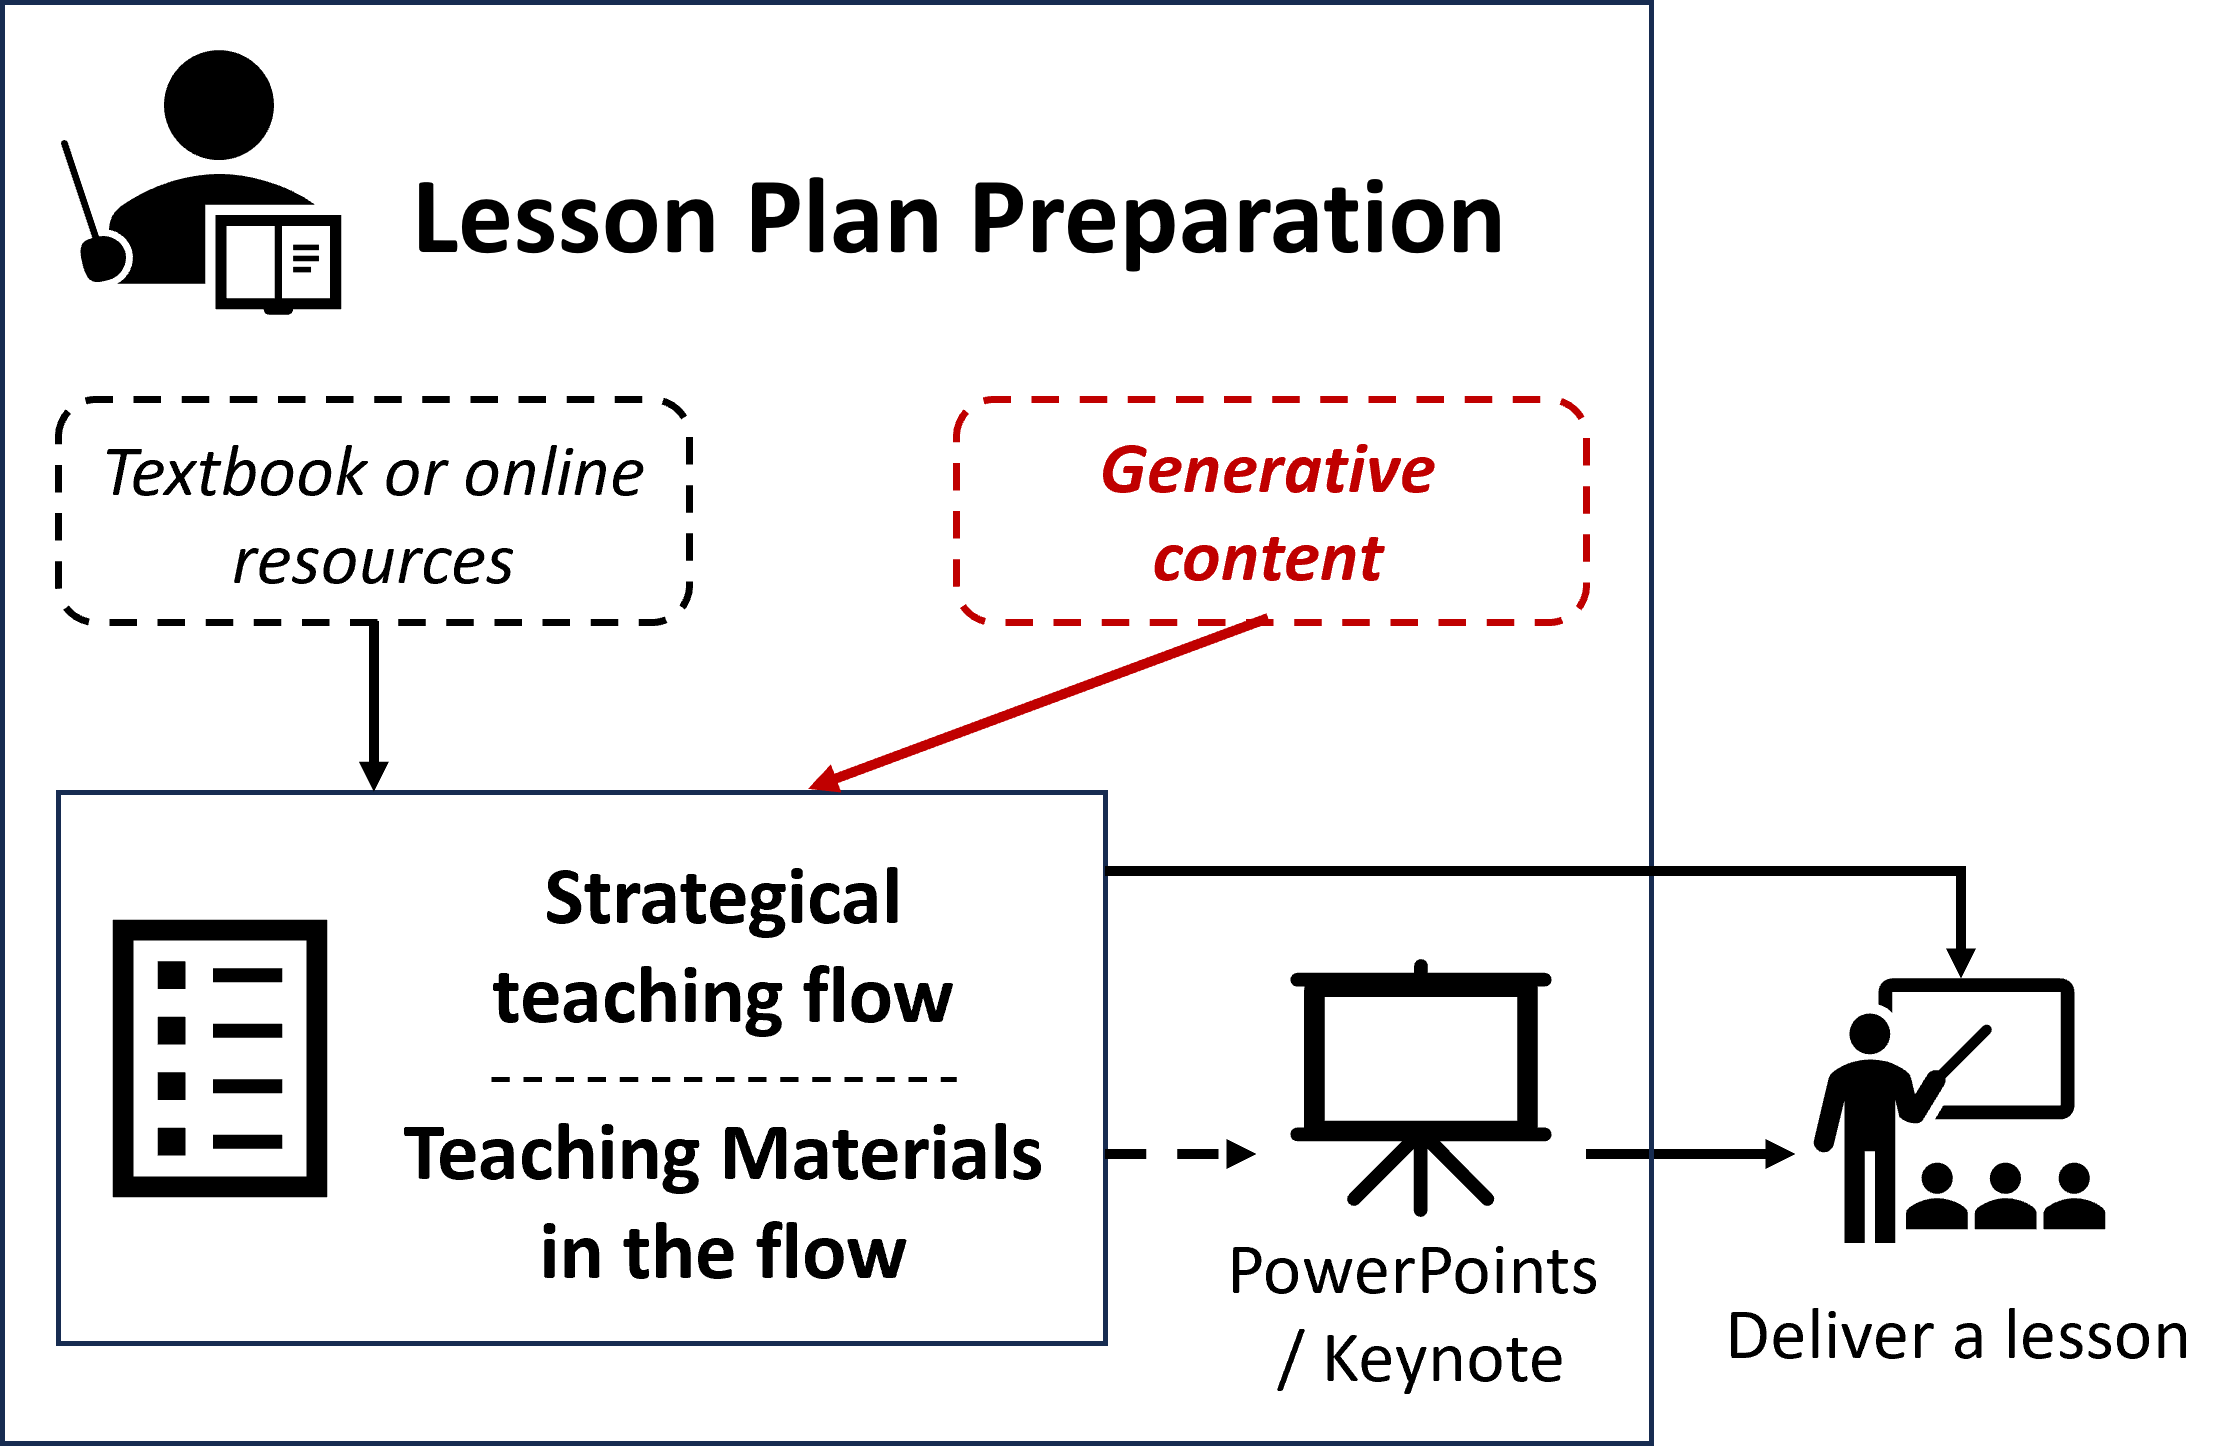 Lesson Plan Preparation
Textbook or online
resources
Generative
content
Strategical
teaching flow
Teaching Materials
in the flow
PowerPoints
/ Keynote
Deliver a lesson